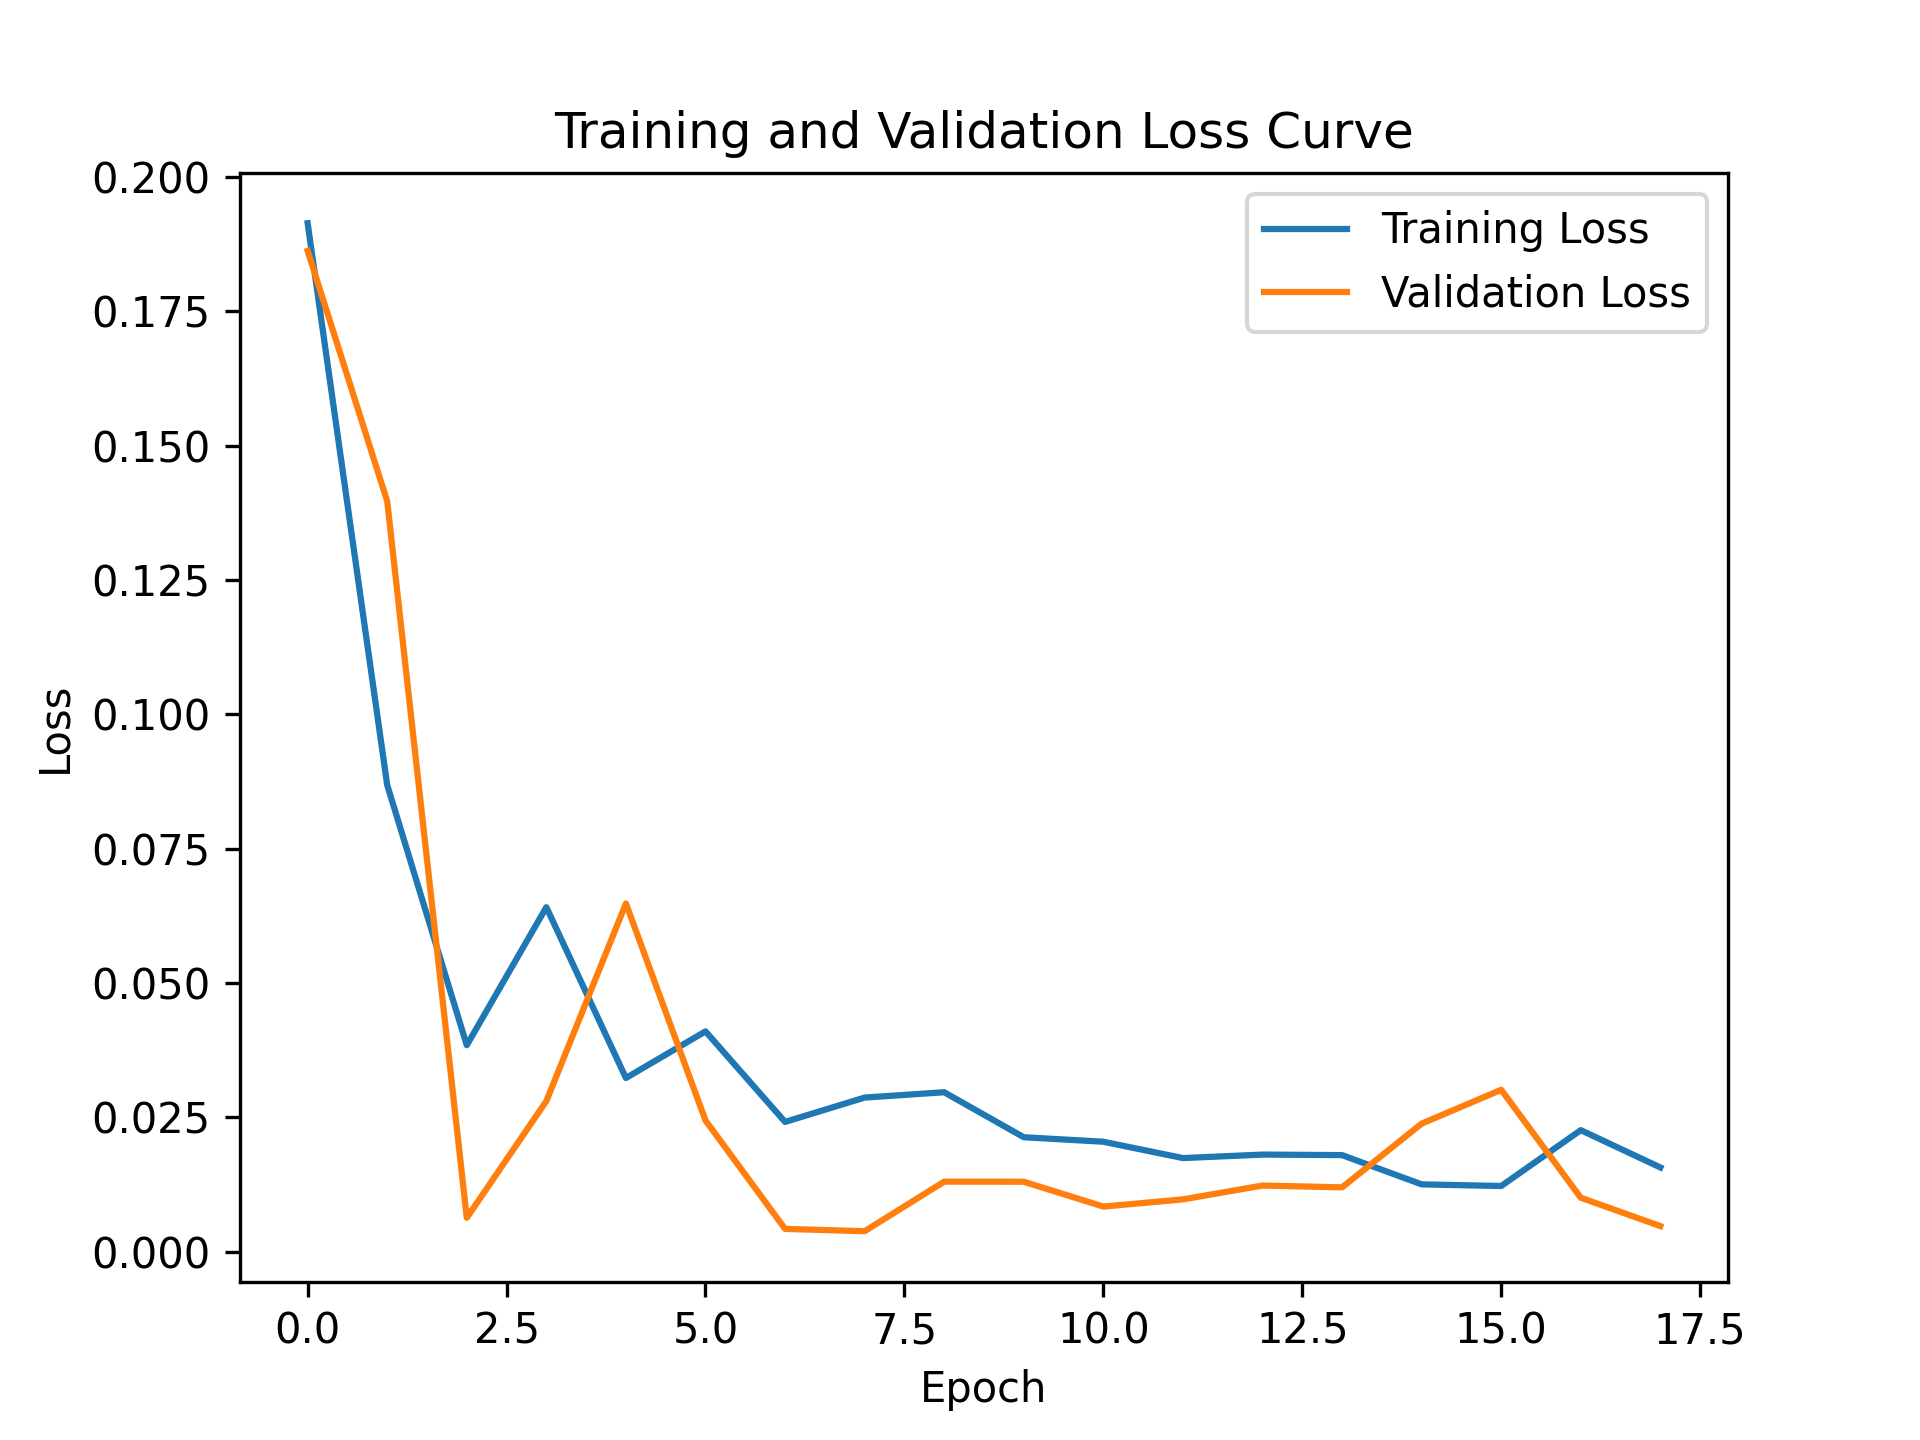 Training and Validation Loss Curve
Training Loss
Validation Loss
0.200
0.175
0.150
0.125
0.100
0.075
0.050
0.025
0.000
Loss
0.0 2.5 5.0 7.5 10.0 12.5 15.0 17.5
Epoch